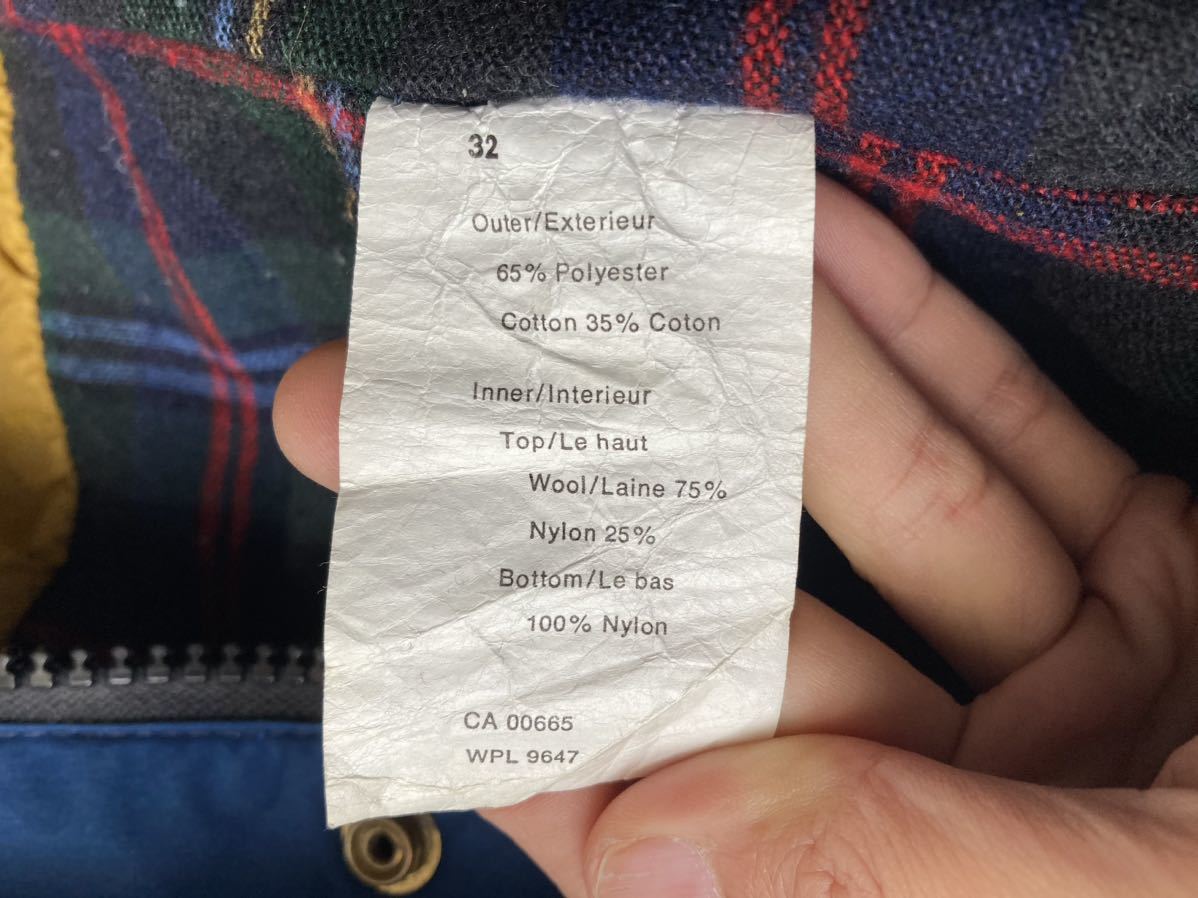 32
Outer/Exterieur
65% Polyester
Cotton 35% Coton
Inner/Interieur
Top/Le haut
Wool/Laine 75%
Nylon 25%
Bottom/Le bas
100% Nylon
CA 00665
WPL 9647